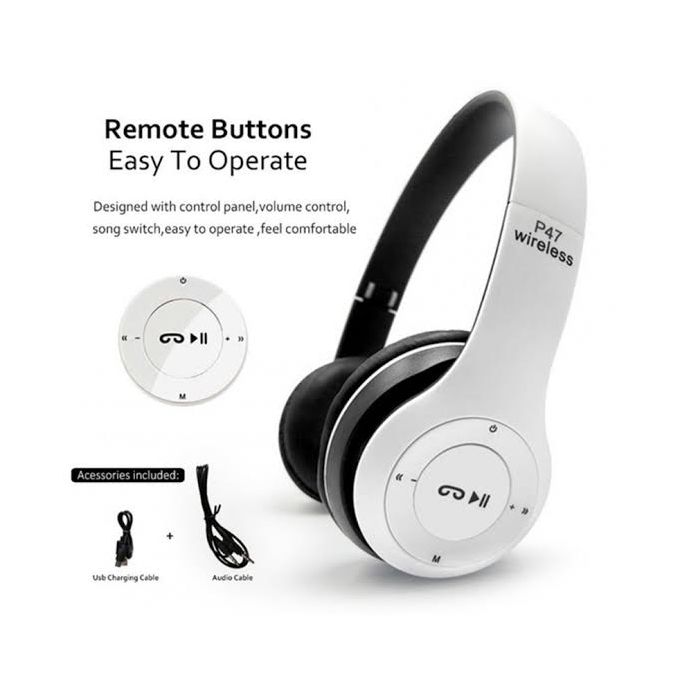 Remote Buttons
Easy To Operate
Designed with control panel,volume control,
song switch,easy to operate ,feel comfortable
P47
wireless
M
M
Acessories included:
+
Usb Charging Cable
Audio Cable